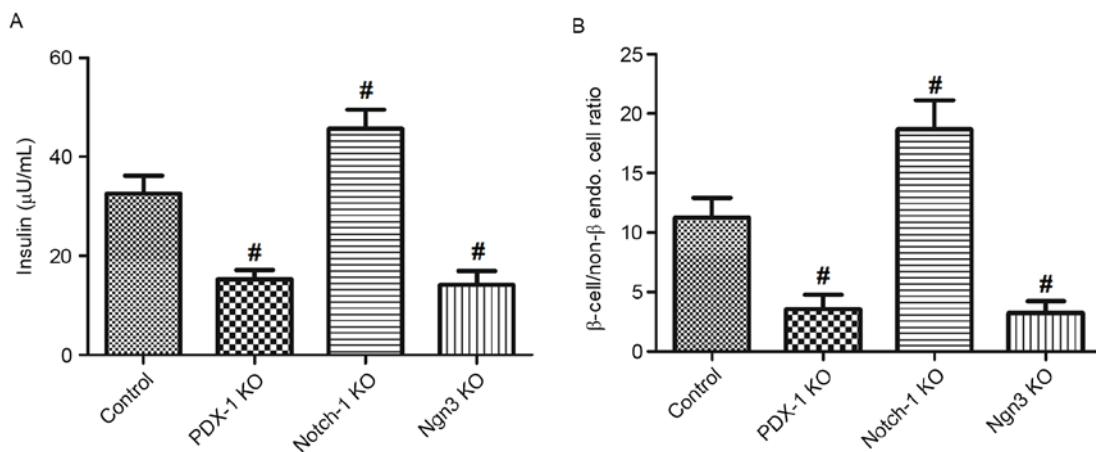 A
Insulin (µU/mL)
60
40
20
0
#
#
#
Control
PDX-1 KO
Notch-1 KO
Ngn3 KO
B
β-cell/non-β endo. cell ratio
25
20
15
10
5
0
#
#
#
Control
PDX-1 KO
Notch-1 KO
Ngn3 KO